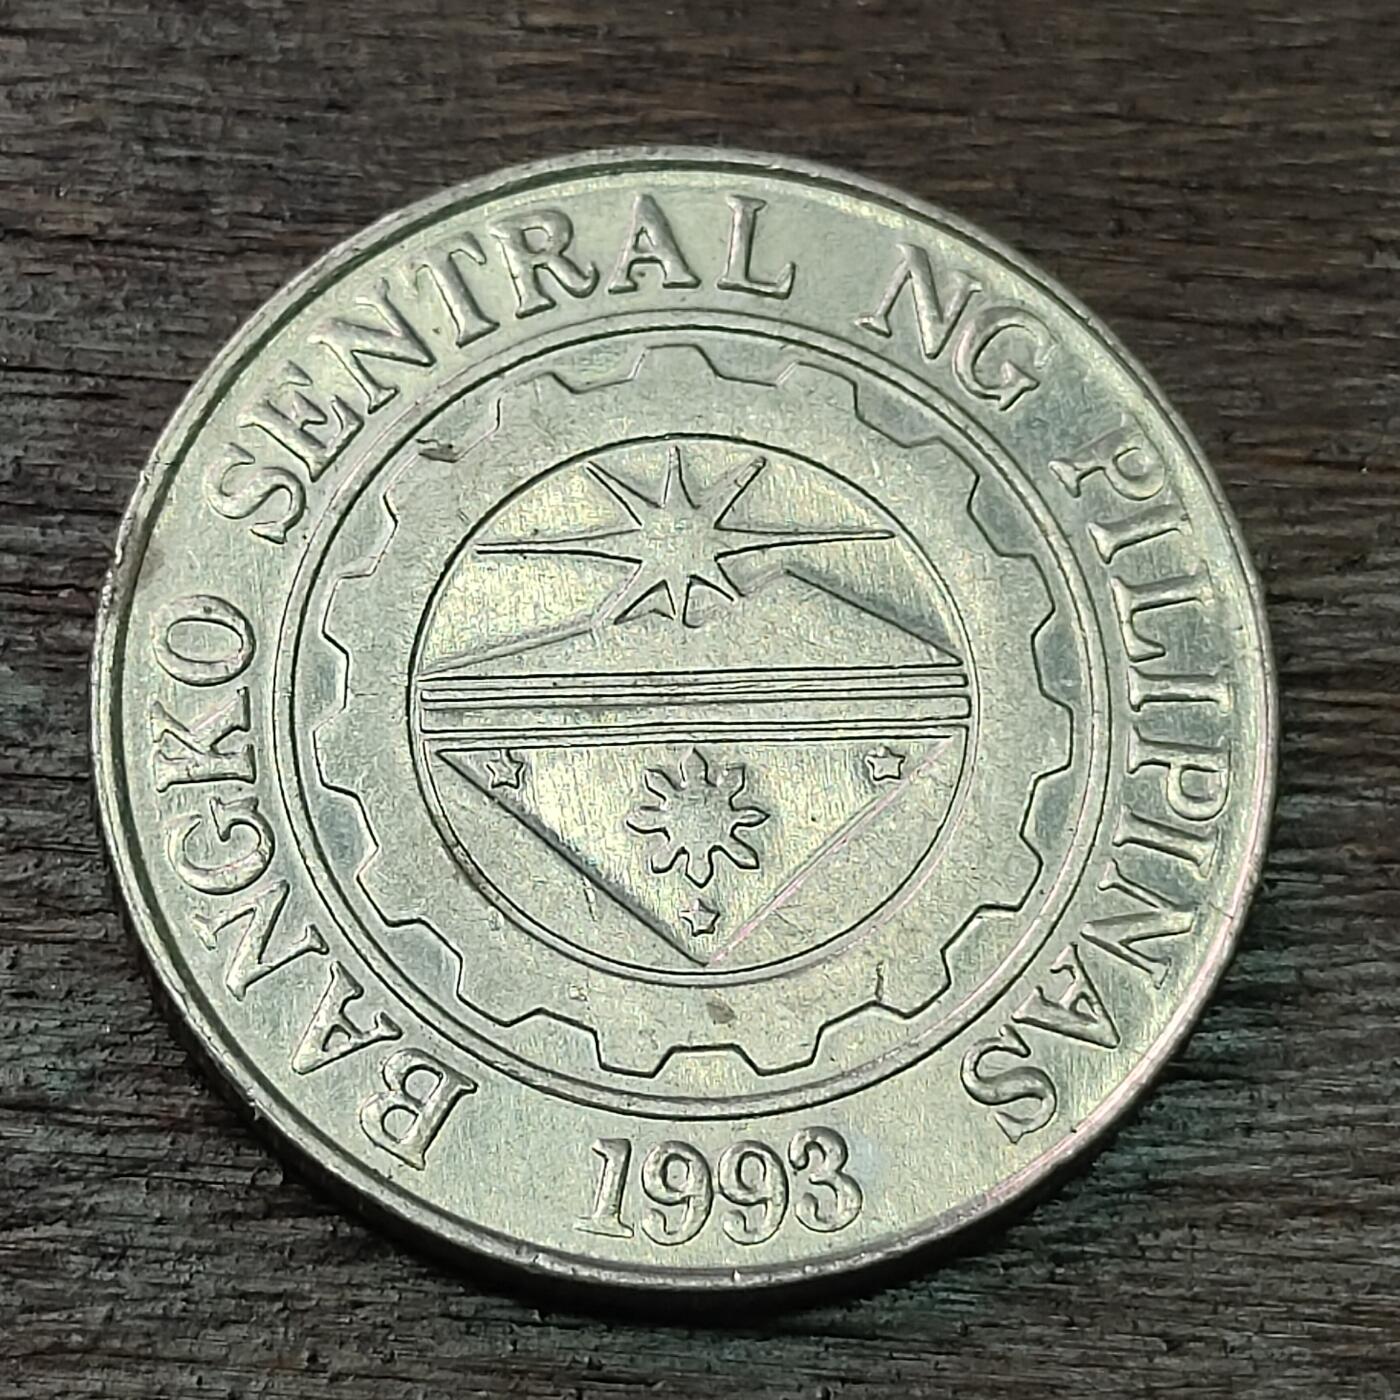 BANGKO SENTRAL NG PILIPINAS
1993